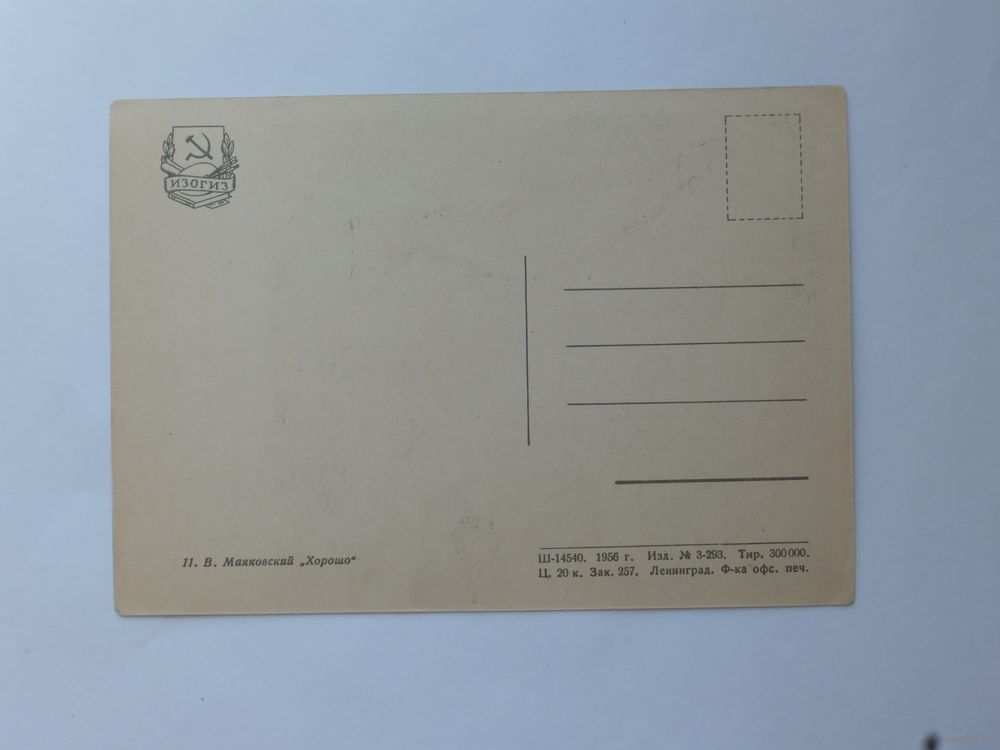 ИЗОГИЗ
11. В. Маяковский „Хорошо“
Ш-14540. 1956 г. Изд. № 3-293. Тир. 300000.
Ц. 20 к. Зак. 257. Ленинград. Ф-ка офс. печ.